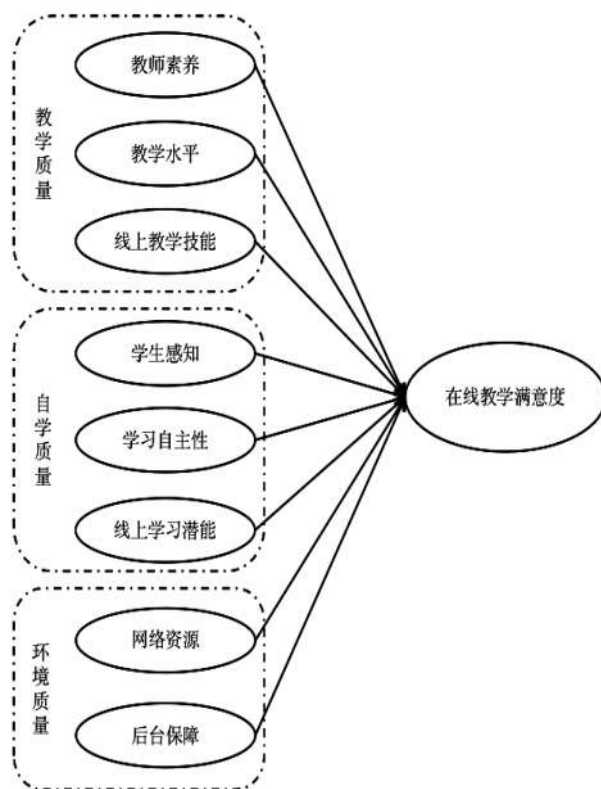 教学质量
教师素养
教学水平
线上教学技能
自学质量
学生感知
学习自主性
线上学习潜能
环境质量
网络资源
后台保障
在线教学满意度